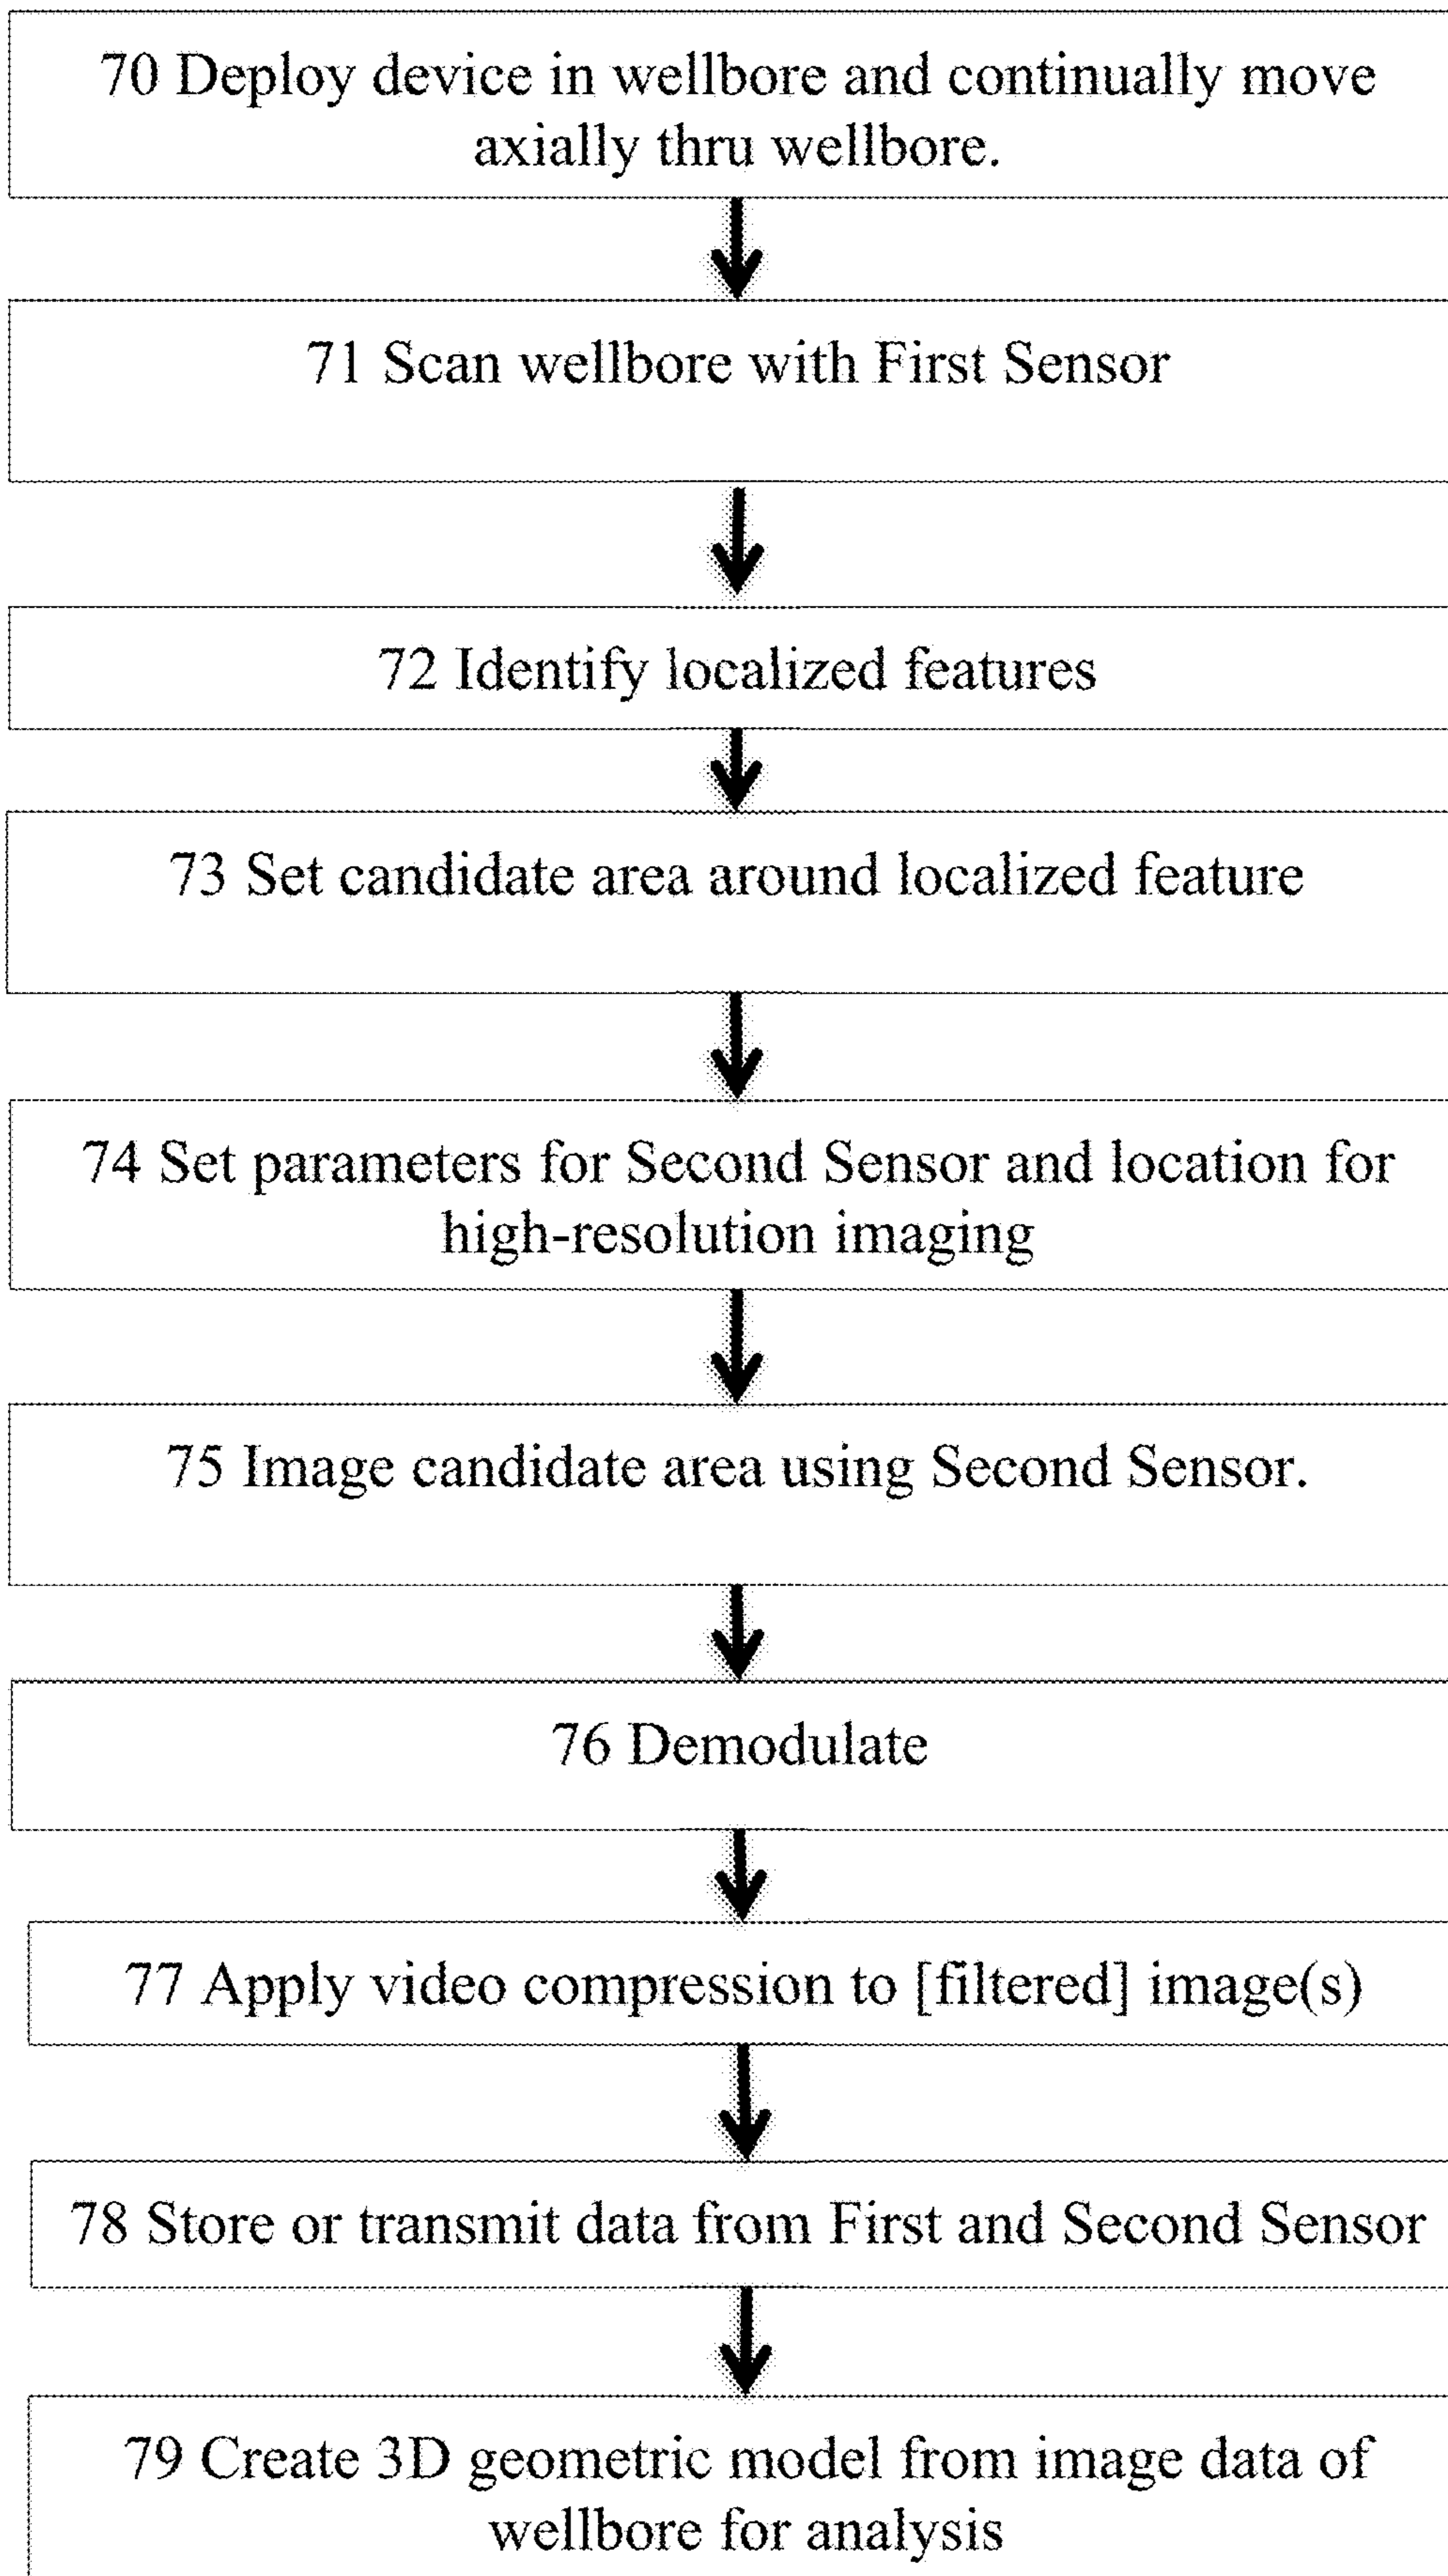 70 Deploy device in wellbore and continually move
axially thru wellbore.
71 Scan wellbore with First Sensor
72 Identify localized features
73 Set candidate area around localized feature
74 Set parameters for Second Sensor and location for
high-resolution imaging
75 Image candidate area using Second Sensor.
76 Demodulate
77 Apply video compression to [filtered] image(s)
78 Store or transmit data from First and Second Sensor
79 Create 3D geometric model from image data of
wellbore for analysis